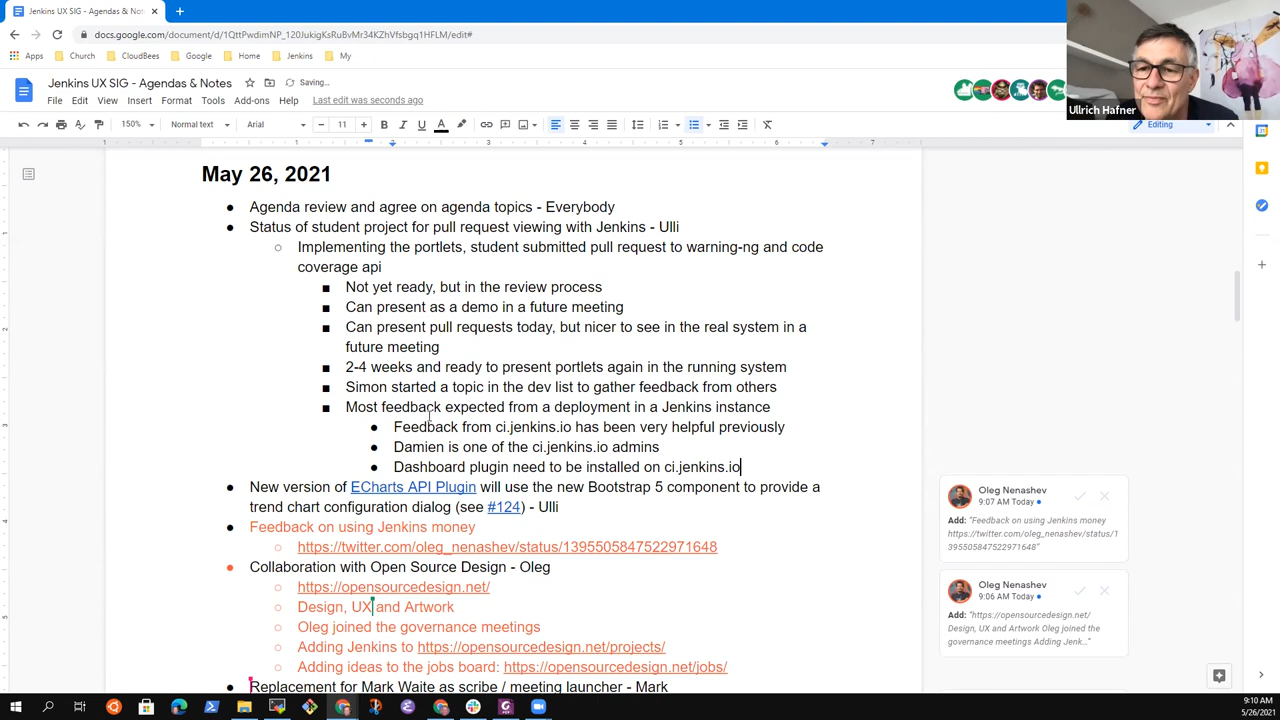 Jenkins UX SIG - Agendas & Not
docs.google.com/document/d/1QttPwdimNP_120JukigKsRuBvMr34KZhVfsbgq1HFLM/edit#
Apps Church CloudBees Google Home Jenkins My
Jenkins UX SIG - Agendas & Notes Saving...
File Edit View Insert Format Tools Add-ons Help Last edit was seconds ago
Ullrich Hafner
150% Normal text Arial 11 Editing
1 1 2 3 4 5 6 7
May 26, 2021
Agenda review and agree on agenda topics - Everybody
Status of student project for pull request viewing with Jenkins - Ulli
Implementing the portlets, student submitted pull request to warning-ng and code
coverage api
Not yet ready, but in the review process
Can present as a demo in a future meeting
Can present pull requests today, but nicer to see in the real system in a
future meeting
2-4 weeks and ready to present portlets again in the running system
Simon started a topic in the dev list to gather feedback from others
Most feedback expected from a deployment in a Jenkins instance
Feedback from ci.jenkins.io has been very helpful previously
Damien is one of the ci.jenkins.io admins
Dashboard plugin need to be installed on ci.jenkins.io
New version of ECharts API Plugin will use the new Bootstrap 5 component to provide a
trend chart configuration dialog (see #124) - Ulli
Feedback on using Jenkins money
https://twitter.com/oleg_nenashev/status/1395505847522971648
Collaboration with Open Source Design - Oleg
https://opensourcedesign.net/
Design, UX and Artwork
Oleg joined the governance meetings
Adding Jenkins to https://opensourcedesign.net/projects/
Adding ideas to the jobs board: https://opensourcedesign.net/jobs/
Replacement for Mark Waite as scribe / meeting launcher - Mark
Oleg Nenashev
9:07 AM Today
Add: "Feedback on using Jenkins money
https://twitter.com/oleg_nenashev/status/1
395505847522971648"
Oleg Nenashev
9:06 AM Today
Add: "https://opensourcedesign.net/
Design, UX and Artwork Oleg joined the
governance meetings Adding Jenk..."
9:10 AM
5/26/2021